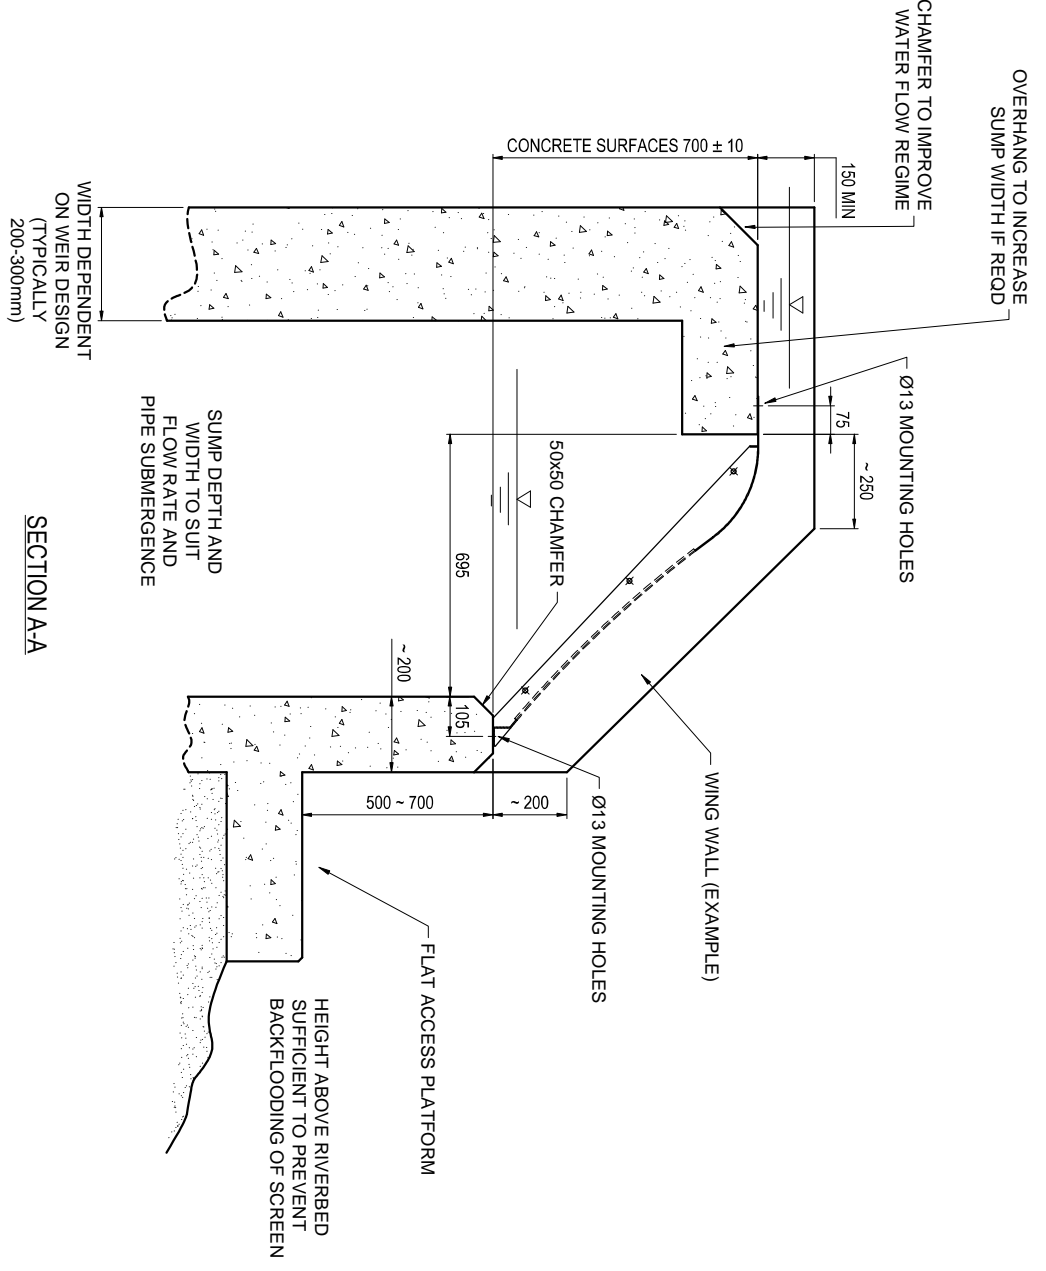 OVERHANG TO INCREASE
SUMP WIDTH IF REQD
CHAMFER TO IMPROVE
WATER FLOW REGIME
150 MIN
CONCRETE SURFACES 700 ± 10
Ø13 MOUNTING HOLES
75
~ 250
WING WALL (EXAMPLE)
50x50 CHAMFER
695
~ 200
105
Ø13 MOUNTING HOLES
~ 200
500 ~ 700
FLAT ACCESS PLATFORM
HEIGHT ABOVE RIVERBED
SUFFICIENT TO PREVENT
BACKFLOODING OF SCREEN
WIDTH DEPENDENT
ON WEIR DESIGN
(TYPICALLY
200-300mm)
SUMP DEPTH AND
WIDTH TO SUIT
FLOW RATE AND
PIPE SUBMERGENCE
SECTION A-A